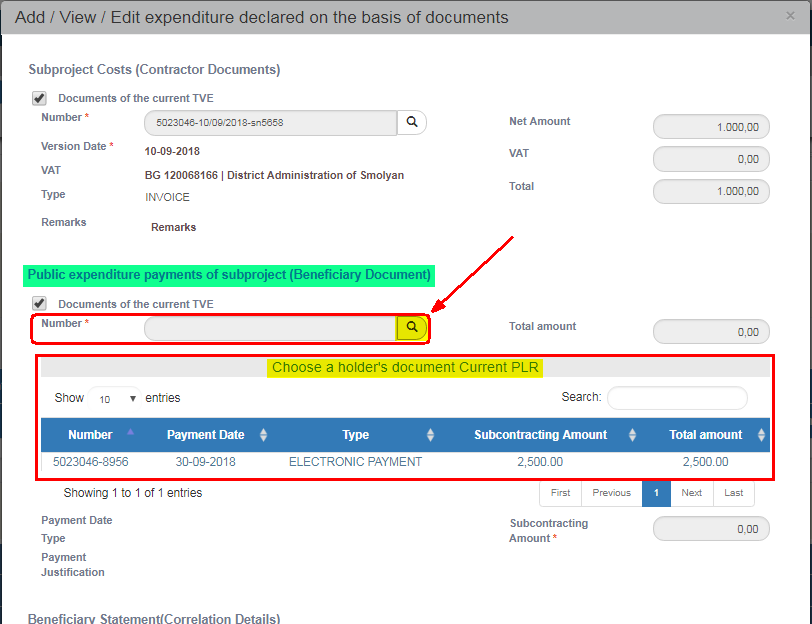 Add / View / Edit expenditure declared on the basis of documents ×
Subproject Costs (Contractor Documents)
Documents of the current TVE
Number * 5023046-10/09/2018-sn5658 Net Amount 1.000,00
Version Date * 10-09-2018 VAT 0,00
VAT BG 120068166 | District Administration of Smolyan
Type INVOICE Total 1.000,00
Remarks Remarks
Public expenditure payments of subproject (Beneficiary Document)
Documents of the current TVE
Number * Total amount 0,00
Choose a holder's document Current PLR
Show 10 entries Search:
Number Payment Date Type Subcontracting Amount Total amount
5023046-8956 30-09-2018 ELECTRONIC PAYMENT 2,500.00 2,500.00
Showing 1 to 1 of 1 entries First Previous 1 Next Last
Payment Date
Type
Payment
Justification
Subcontracting
Amount * 0,00
Beneficiary Statement(Correlation Details)